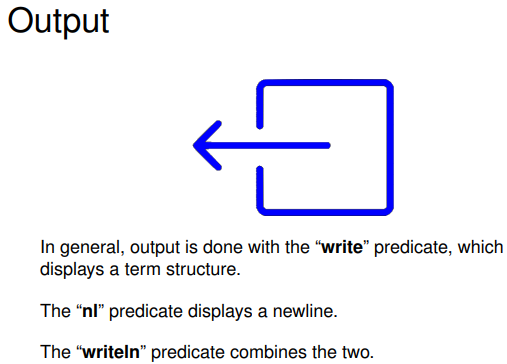 Output
In general, output is done with the “write” predicate, which
displays a term structure.
The “nl” predicate displays a newline.
The “writeln” predicate combines the two.